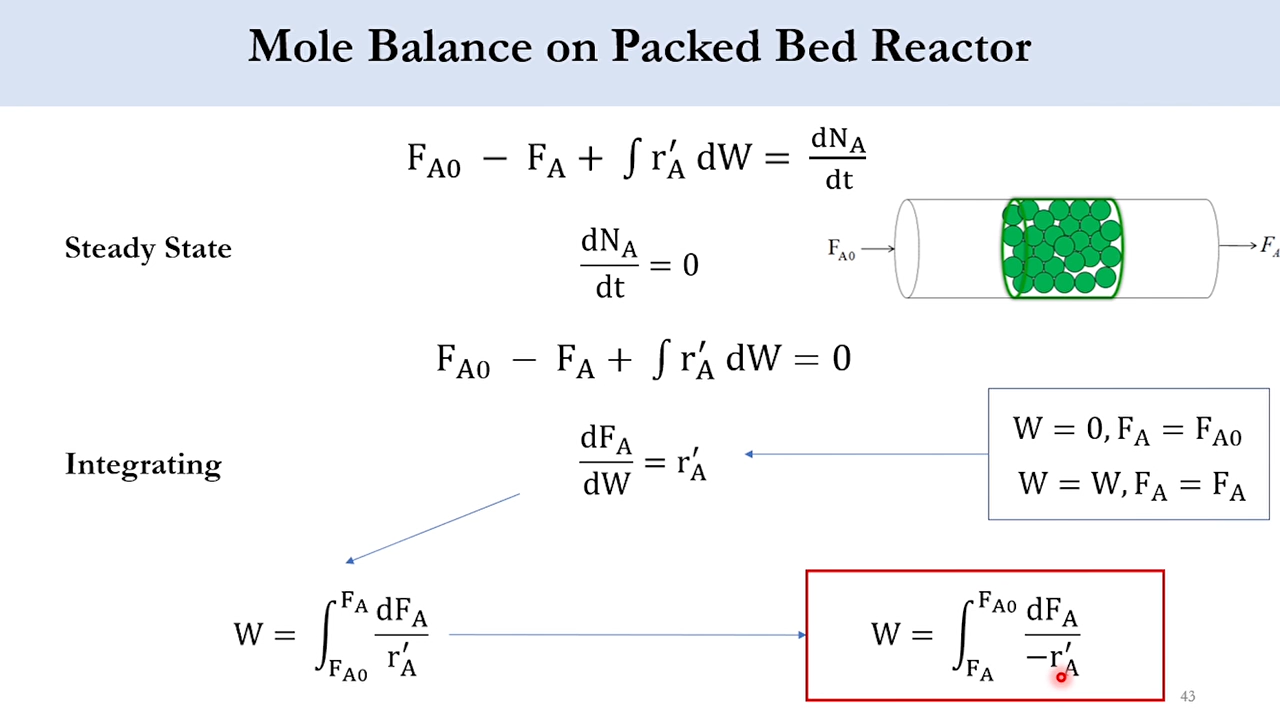 Mole Balance on Packed Bed Reactor
F_A0 − F_A + ∫ r′_A dW = dN_A/dt
Steady State
dN_A/dt = 0
F_A0
F_A
F_A0 − F_A + ∫ r′_A dW = 0
W = 0, F_A = F_A0
W = W, F_A = F_A
Integrating
dF_A/dW = r′_A
W = ∫_{F_A0}^{F_A} dF_A/r′_A
W = ∫_{F_A}^{F_A0} dF_A/−r′_A
43